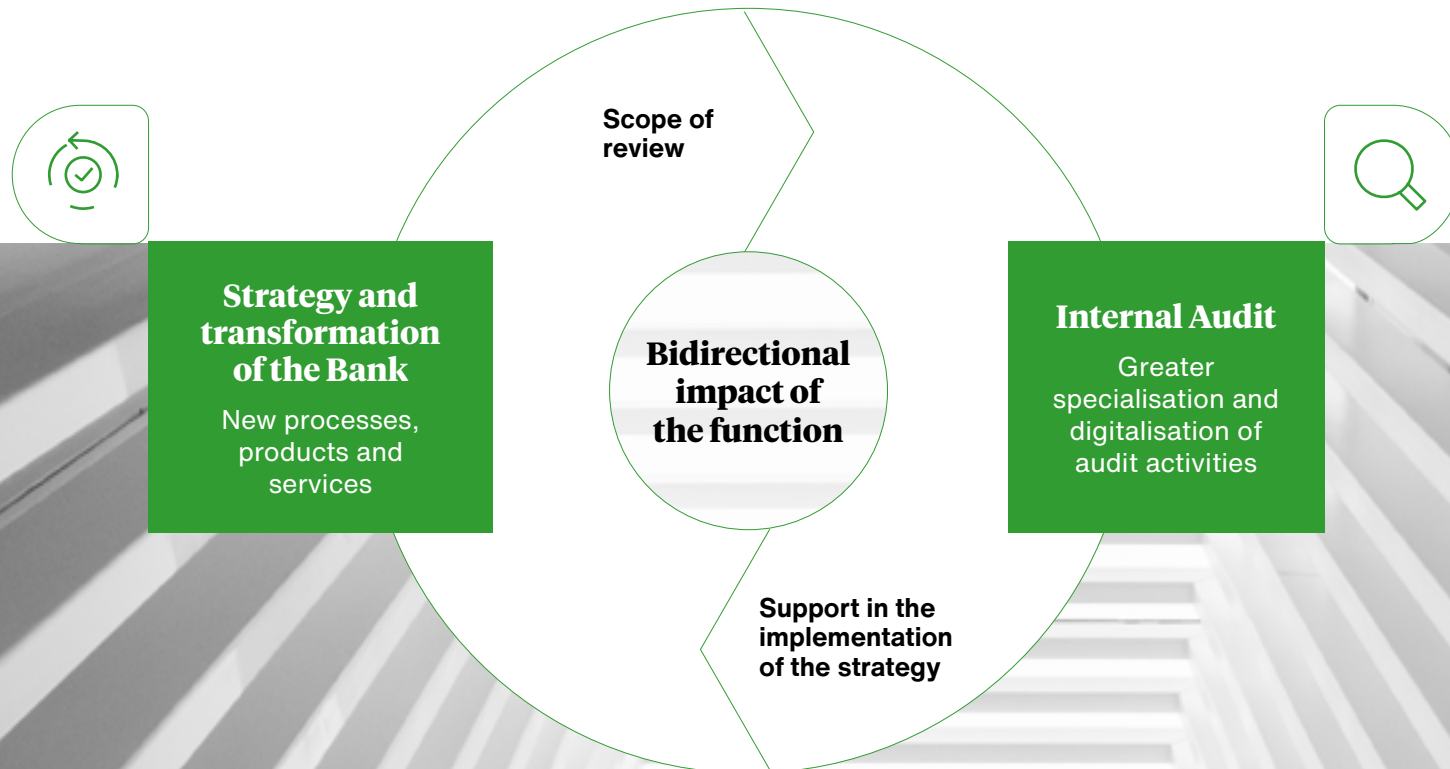 Scope of
review
Strategy and
transformation
of the Bank
New processes,
products and
services
Bidirectional
impact of
the function
Internal Audit
Greater
specialisation and
digitalisation of
audit activities
Support in the
implementation
of the strategy